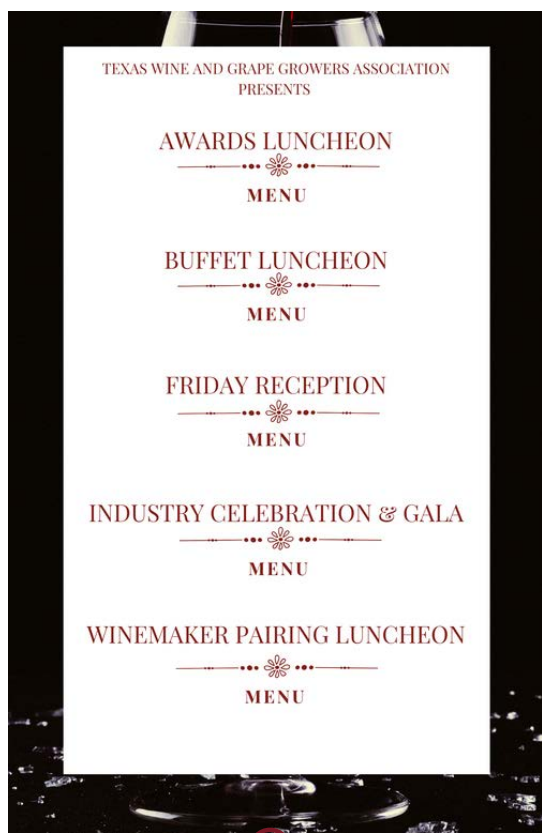 TEXAS WINE AND GRAPE GROWERS ASSOCIATION
PRESENTS
AWARDS LUNCHEON
MENU
BUFFET LUNCHEON
MENU
FRIDAY RECEPTION
MENU
INDUSTRY CELEBRATION & GALA
MENU
WINEMAKER PAIRING LUNCHEON
MENU